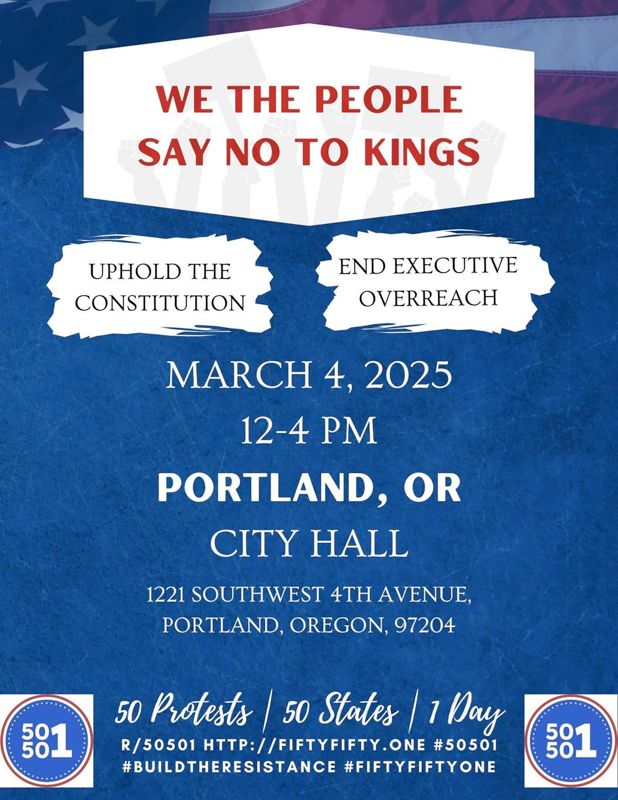 WE THE PEOPLE
SAY NO TO KINGS
UPHOLD THE
CONSTITUTION
END EXECUTIVE
OVERREACH
MARCH 4, 2025
12-4 PM
PORTLAND, OR
CITY HALL
1221 SOUTHWEST 4TH AVENUE,
PORTLAND, OREGON, 97204
50 Protests | 50 States | 1 Day
R/50501 HTTP://FIFTYFIFTY.ONE #50501
#BUILDTHERESISTANCE #FIFTYFIFTYONE
50
50 1
50
50 1